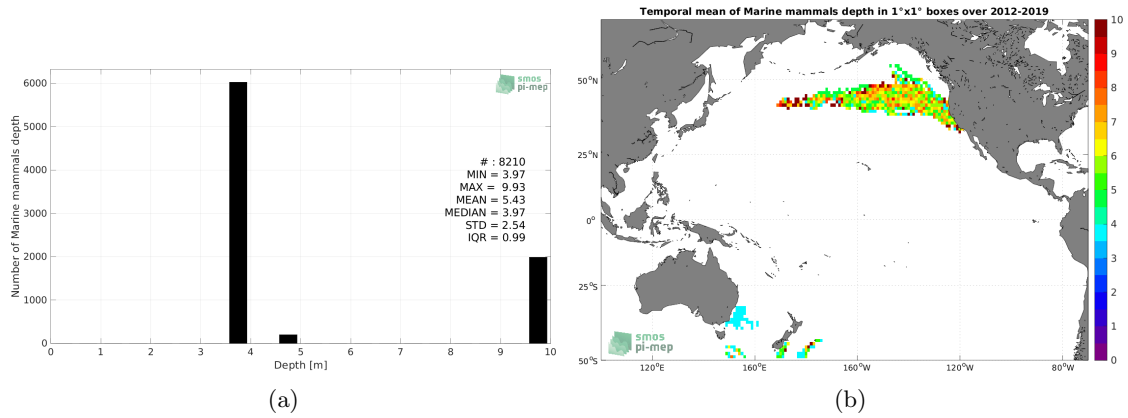 Number of Marine mammals depth
6000
5000
4000
3000
2000
1000
0
smos
pi-mep
# : 8210
MIN = 3.97
MAX = 9.93
MEAN = 5.43
MEDIAN = 3.97
STD = 2.54
IQR = 0.99
0 1 2 3 4 5 6 7 8 9 10
Depth [m]
(a)
Temporal mean of Marine mammals depth in 1°x1° boxes over 2012-2019
50°N
25°N
0°
25°S
50°S
smos
pi-mep
120°E 160°E 160°W 120°W 80°W
10
9
8
7
6
5
4
3
2
1
0
(b)